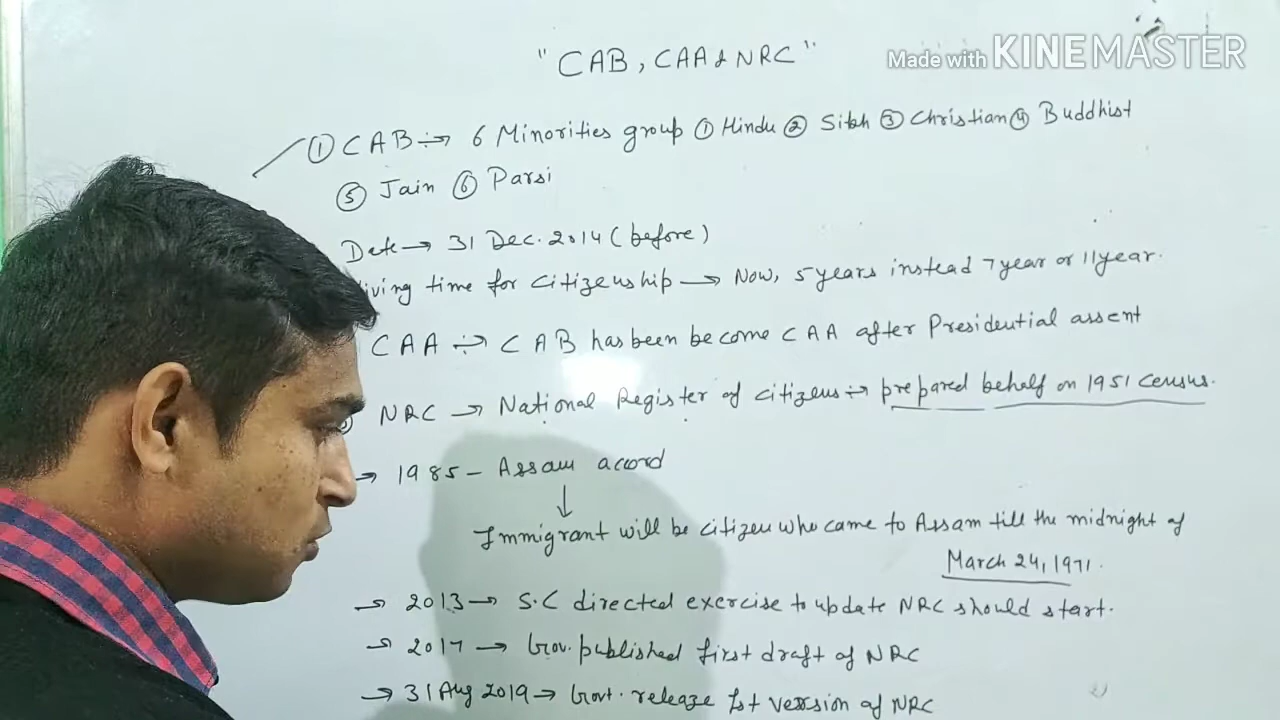 Made with KINEMASTER
"CAB, CAA & NRC"
① CAB ÷→ 6 Minorities group ① Hindu ② Sikh ③ Christian ④ Buddhist
⑤ Jain ⑥ Parsi
Date → 31 Dec. 2014 (before)
living time for citizenship → Now, 5 years instead 7 year or 11 year.
CAA ÷→ CAB has been become CAA after Presidential assent
NRC → National Register of citizens ÷→ prepared behalf on 1951 census.
→ 1985 - Assam accord
↓
Immigrant will be citizen who came to Assam till the midnight of
March 24, 1971.
→ 2013 → S.C directed exercise to update NRC should start.
→ 2017 → Gov. published first draft of NRC
→ 31 Aug 2019 → Govt. release 1st version of NRC